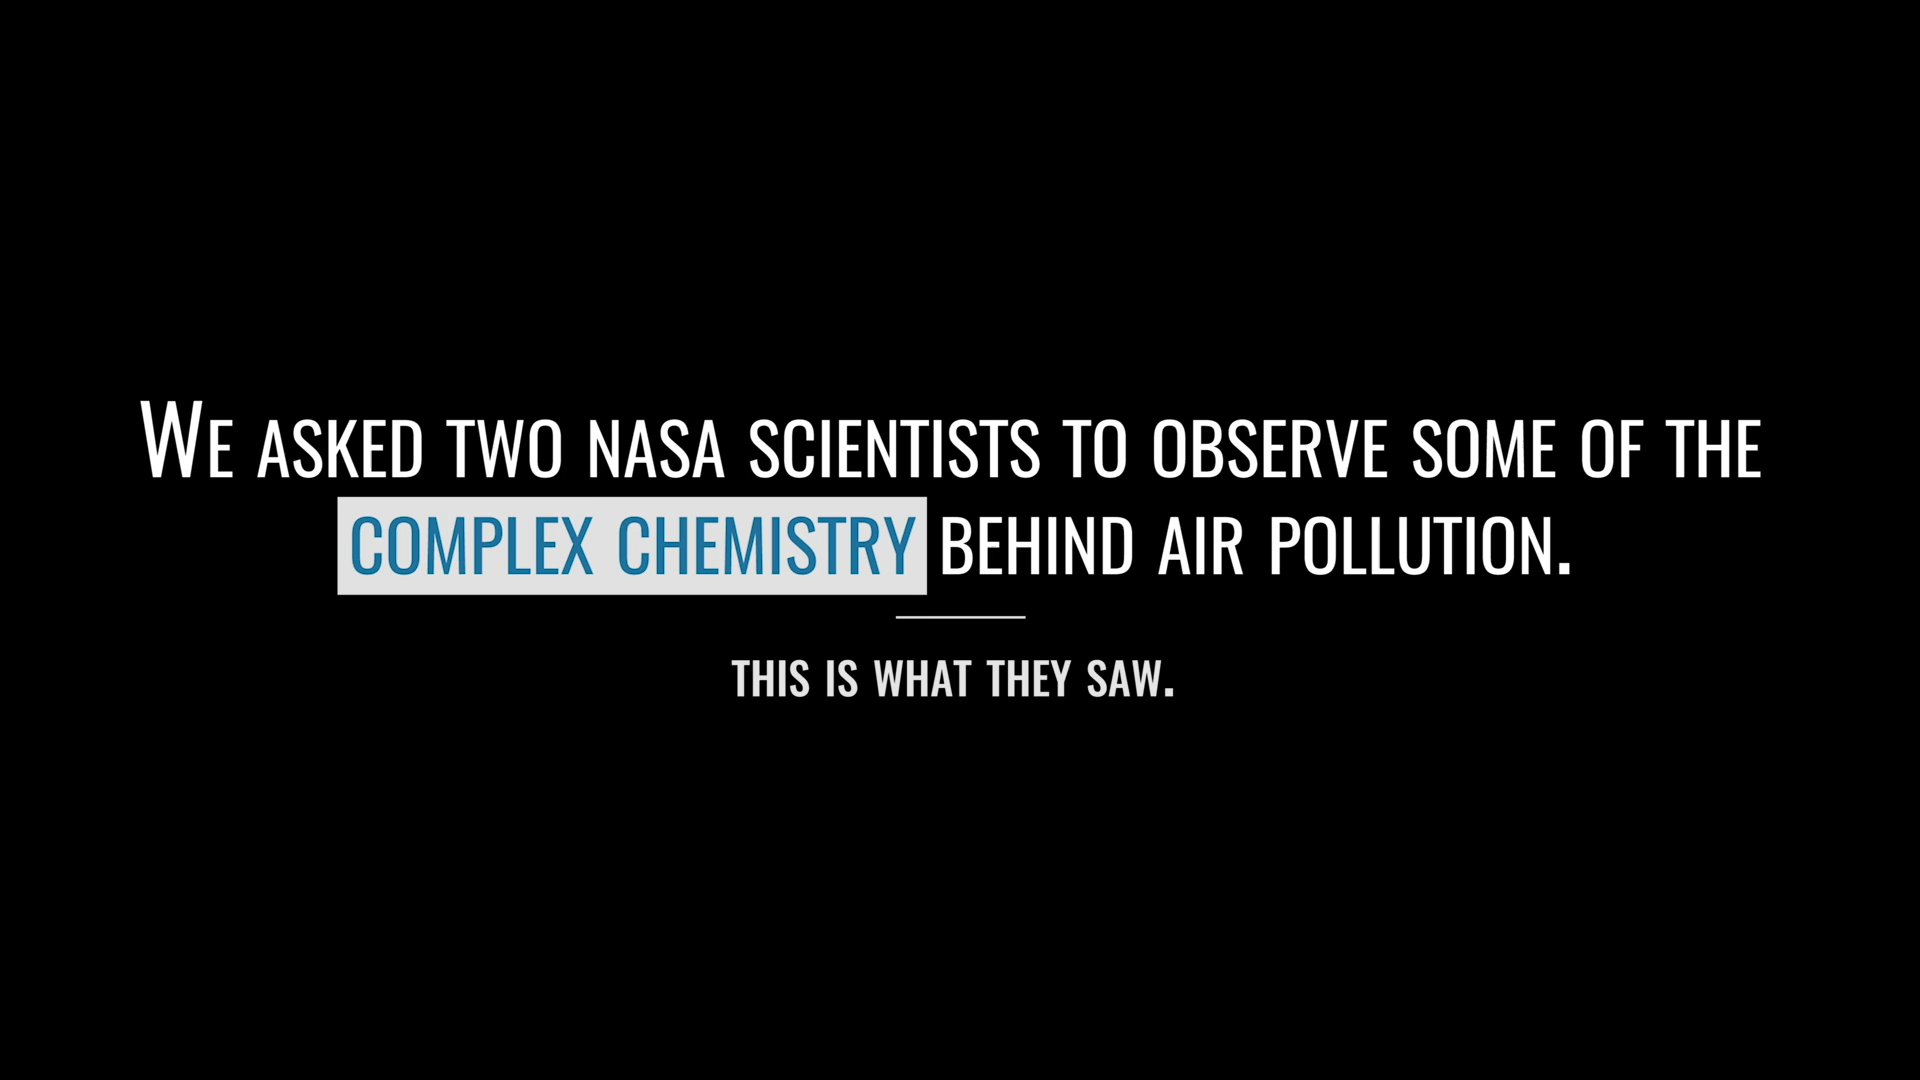 We asked two NASA scientists to observe some of the
complex chemistry behind air pollution.
this is what they saw.